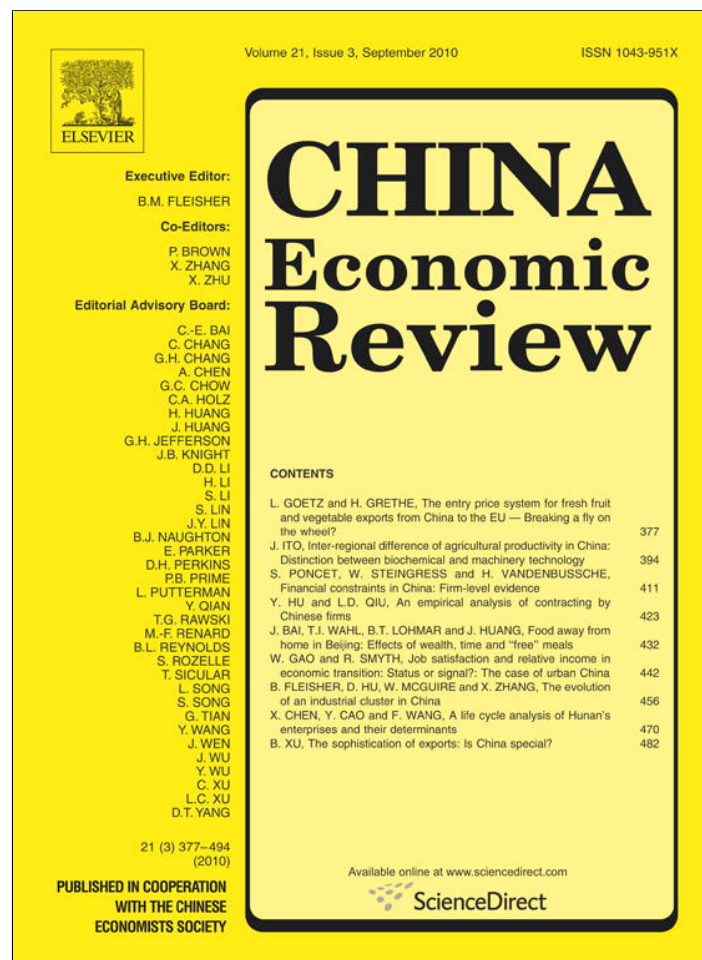 Volume 21, Issue 3, September 2010
ISSN 1043-951X
ELSEVIER
Executive Editor:
B.M. FLEISHER
Co-Editors:
P. BROWN
X. ZHANG
X. ZHU
Editorial Advisory Board:
C.-E. BAI
C. CHANG
G.H. CHANG
A. CHEN
G.C. CHOW
C.A. HOLZ
H. HUANG
J. HUANG
G.H. JEFFERSON
J.B. KNIGHT
D.D. LI
H. LI
S. LI
S. LIN
J.Y. LIN
B.J. NAUGHTON
E. PARKER
D.H. PERKINS
P.B. PRIME
L. PUTTERMAN
Y. QIAN
T.G. RAWSKI
M.-F. RENARD
B.L. REYNOLDS
S. ROZELLE
T. SICULAR
L. SONG
S. SONG
G. TIAN
Y. WANG
J. WEN
J. WU
Y. WU
C. XU
L.C. XU
D.T. YANG
21 (3) 377–494
(2010)
PUBLISHED IN COOPERATION
WITH THE CHINESE
ECONOMISTS SOCIETY
CHINA
Economic
Review
CONTENTS
L. GOETZ and H. GRETHE, The entry price system for fresh fruit
and vegetable exports from China to the EU — Breaking a fly on
the wheel? 377
J. ITO, Inter-regional difference of agricultural productivity in China:
Distinction between biochemical and machinery technology 394
S. PONCET, W. STEINGRESS and H. VANDENBUSSCHE,
Financial constraints in China: Firm-level evidence 411
Y. HU and L.D. QIU, An empirical analysis of contracting by
Chinese firms 423
J. BAI, T.I. WAHL, B.T. LOHMAR and J. HUANG, Food away from
home in Beijing: Effects of wealth, time and "free" meals 432
W. GAO and R. SMYTH, Job satisfaction and relative income in
economic transition: Status or signal?: The case of urban China 442
B. FLEISHER, D. HU, W. MCGUIRE and X. ZHANG, The evolution
of an industrial cluster in China 456
X. CHEN, Y. CAO and F. WANG, A life cycle analysis of Hunan's
enterprises and their determinants 470
B. XU, The sophistication of exports: Is China special? 482
Available online at www.sciencedirect.com
ScienceDirect